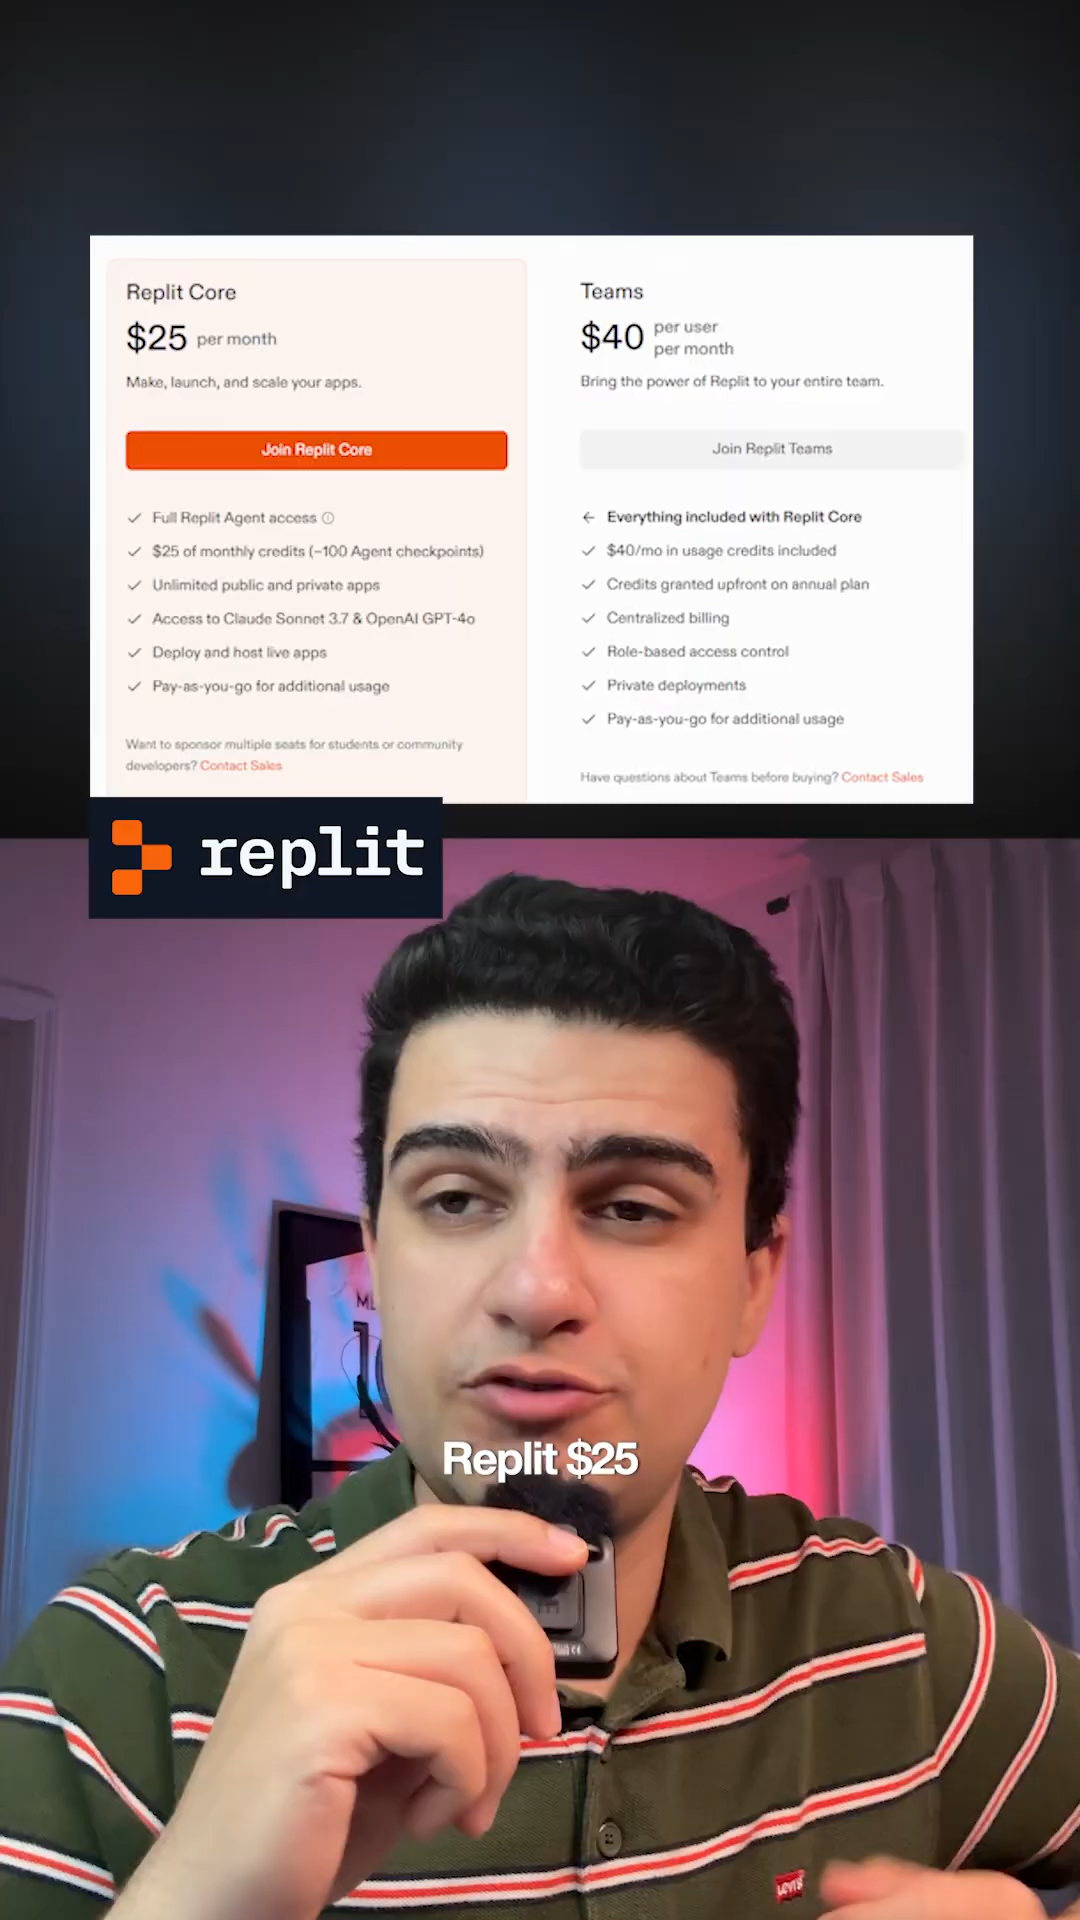 Replit Core
$25 per month
Make, launch, and scale your apps.
Join Replit Core
Full Replit Agent access
$25 of monthly credits (~100 Agent checkpoints)
Unlimited public and private apps
Access to Claude Sonnet 3.7 & OpenAI GPT-4o
Deploy and host live apps
Pay-as-you-go for additional usage
Want to sponsor multiple seats for students or community
developers? Contact Sales
Teams
$40 per user
per month
Bring the power of Replit to your entire team.
Join Replit Teams
Everything included with Replit Core
$40/mo in usage credits included
Credits granted upfront on annual plan
Centralized billing
Role-based access control
Private deployments
Pay-as-you-go for additional usage
Have questions about Teams before buying? Contact Sales
replit
Replit $25
Levi's